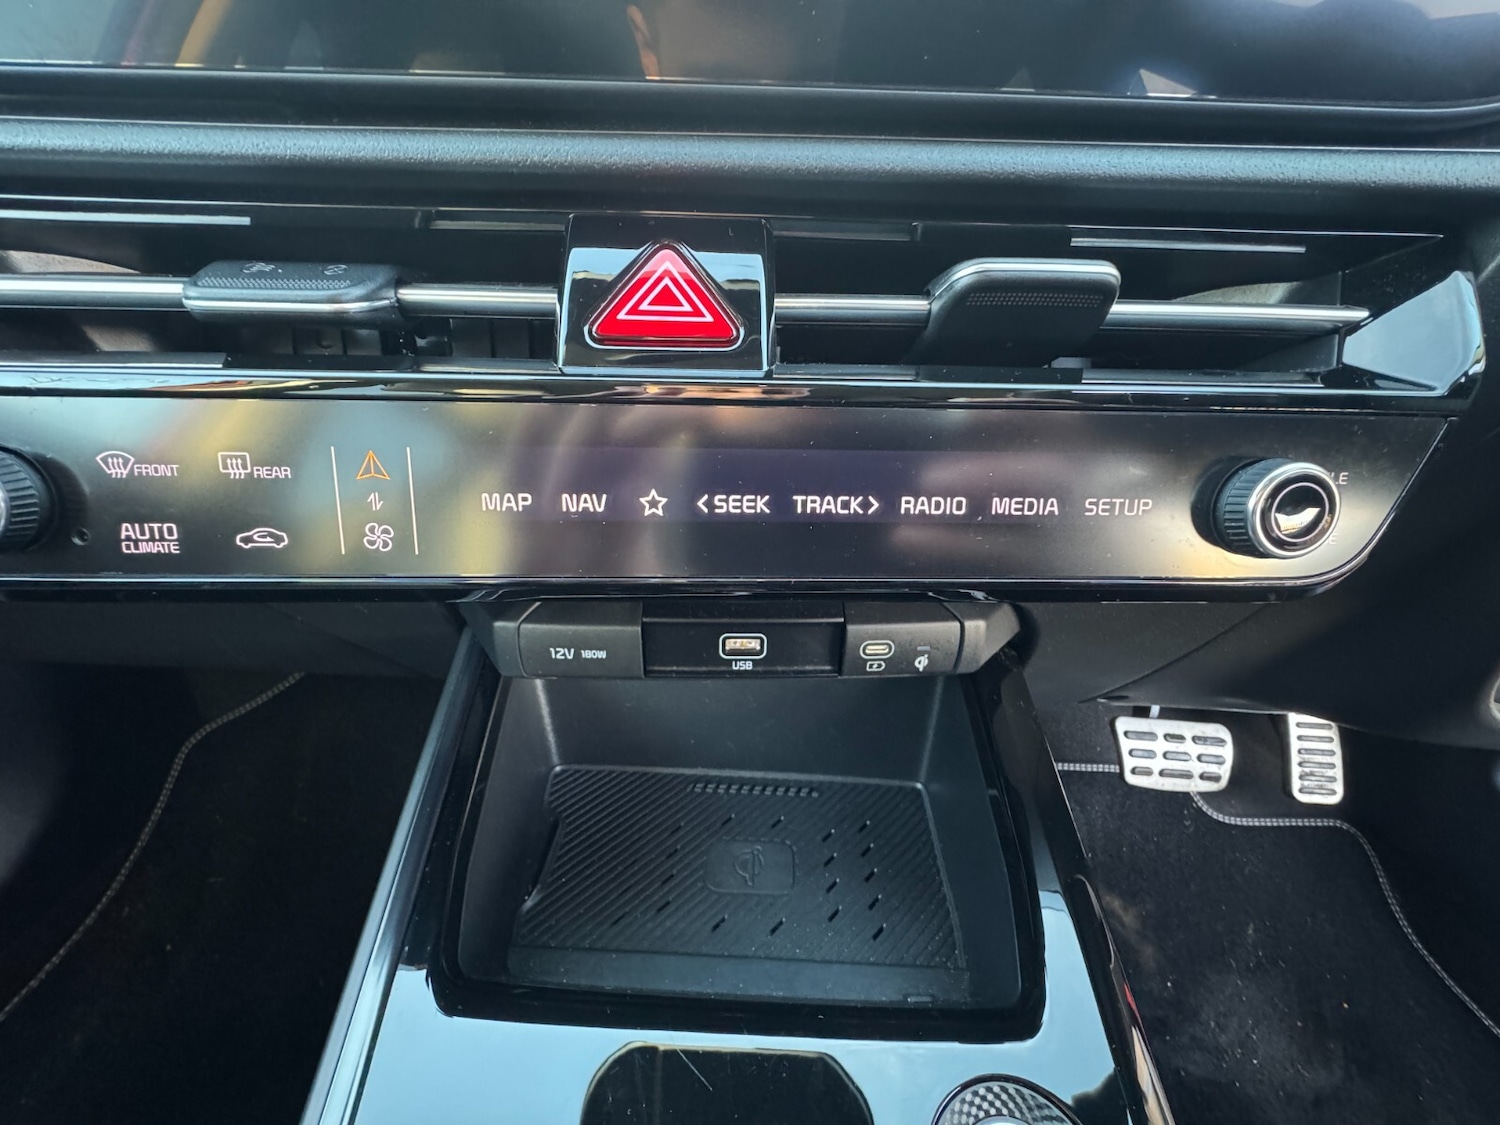 FRONT
REAR
AUTO
CLIMATE
MAP NAV <SEEK TRACK> RADIO MEDIA SETUP
12V 180W
USB